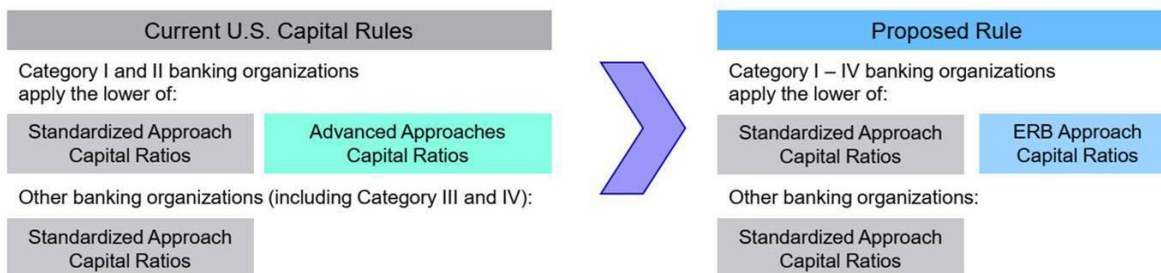 Current U.S. Capital Rules
Category I and II banking organizations
apply the lower of:
Standardized Approach
Capital Ratios
Advanced Approaches
Capital Ratios
Other banking organizations (including Category III and IV):
Standardized Approach
Capital Ratios
Proposed Rule
Category I – IV banking organizations
apply the lower of:
Standardized Approach
Capital Ratios
ERB Approach
Capital Ratios
Other banking organizations:
Standardized Approach
Capital Ratios